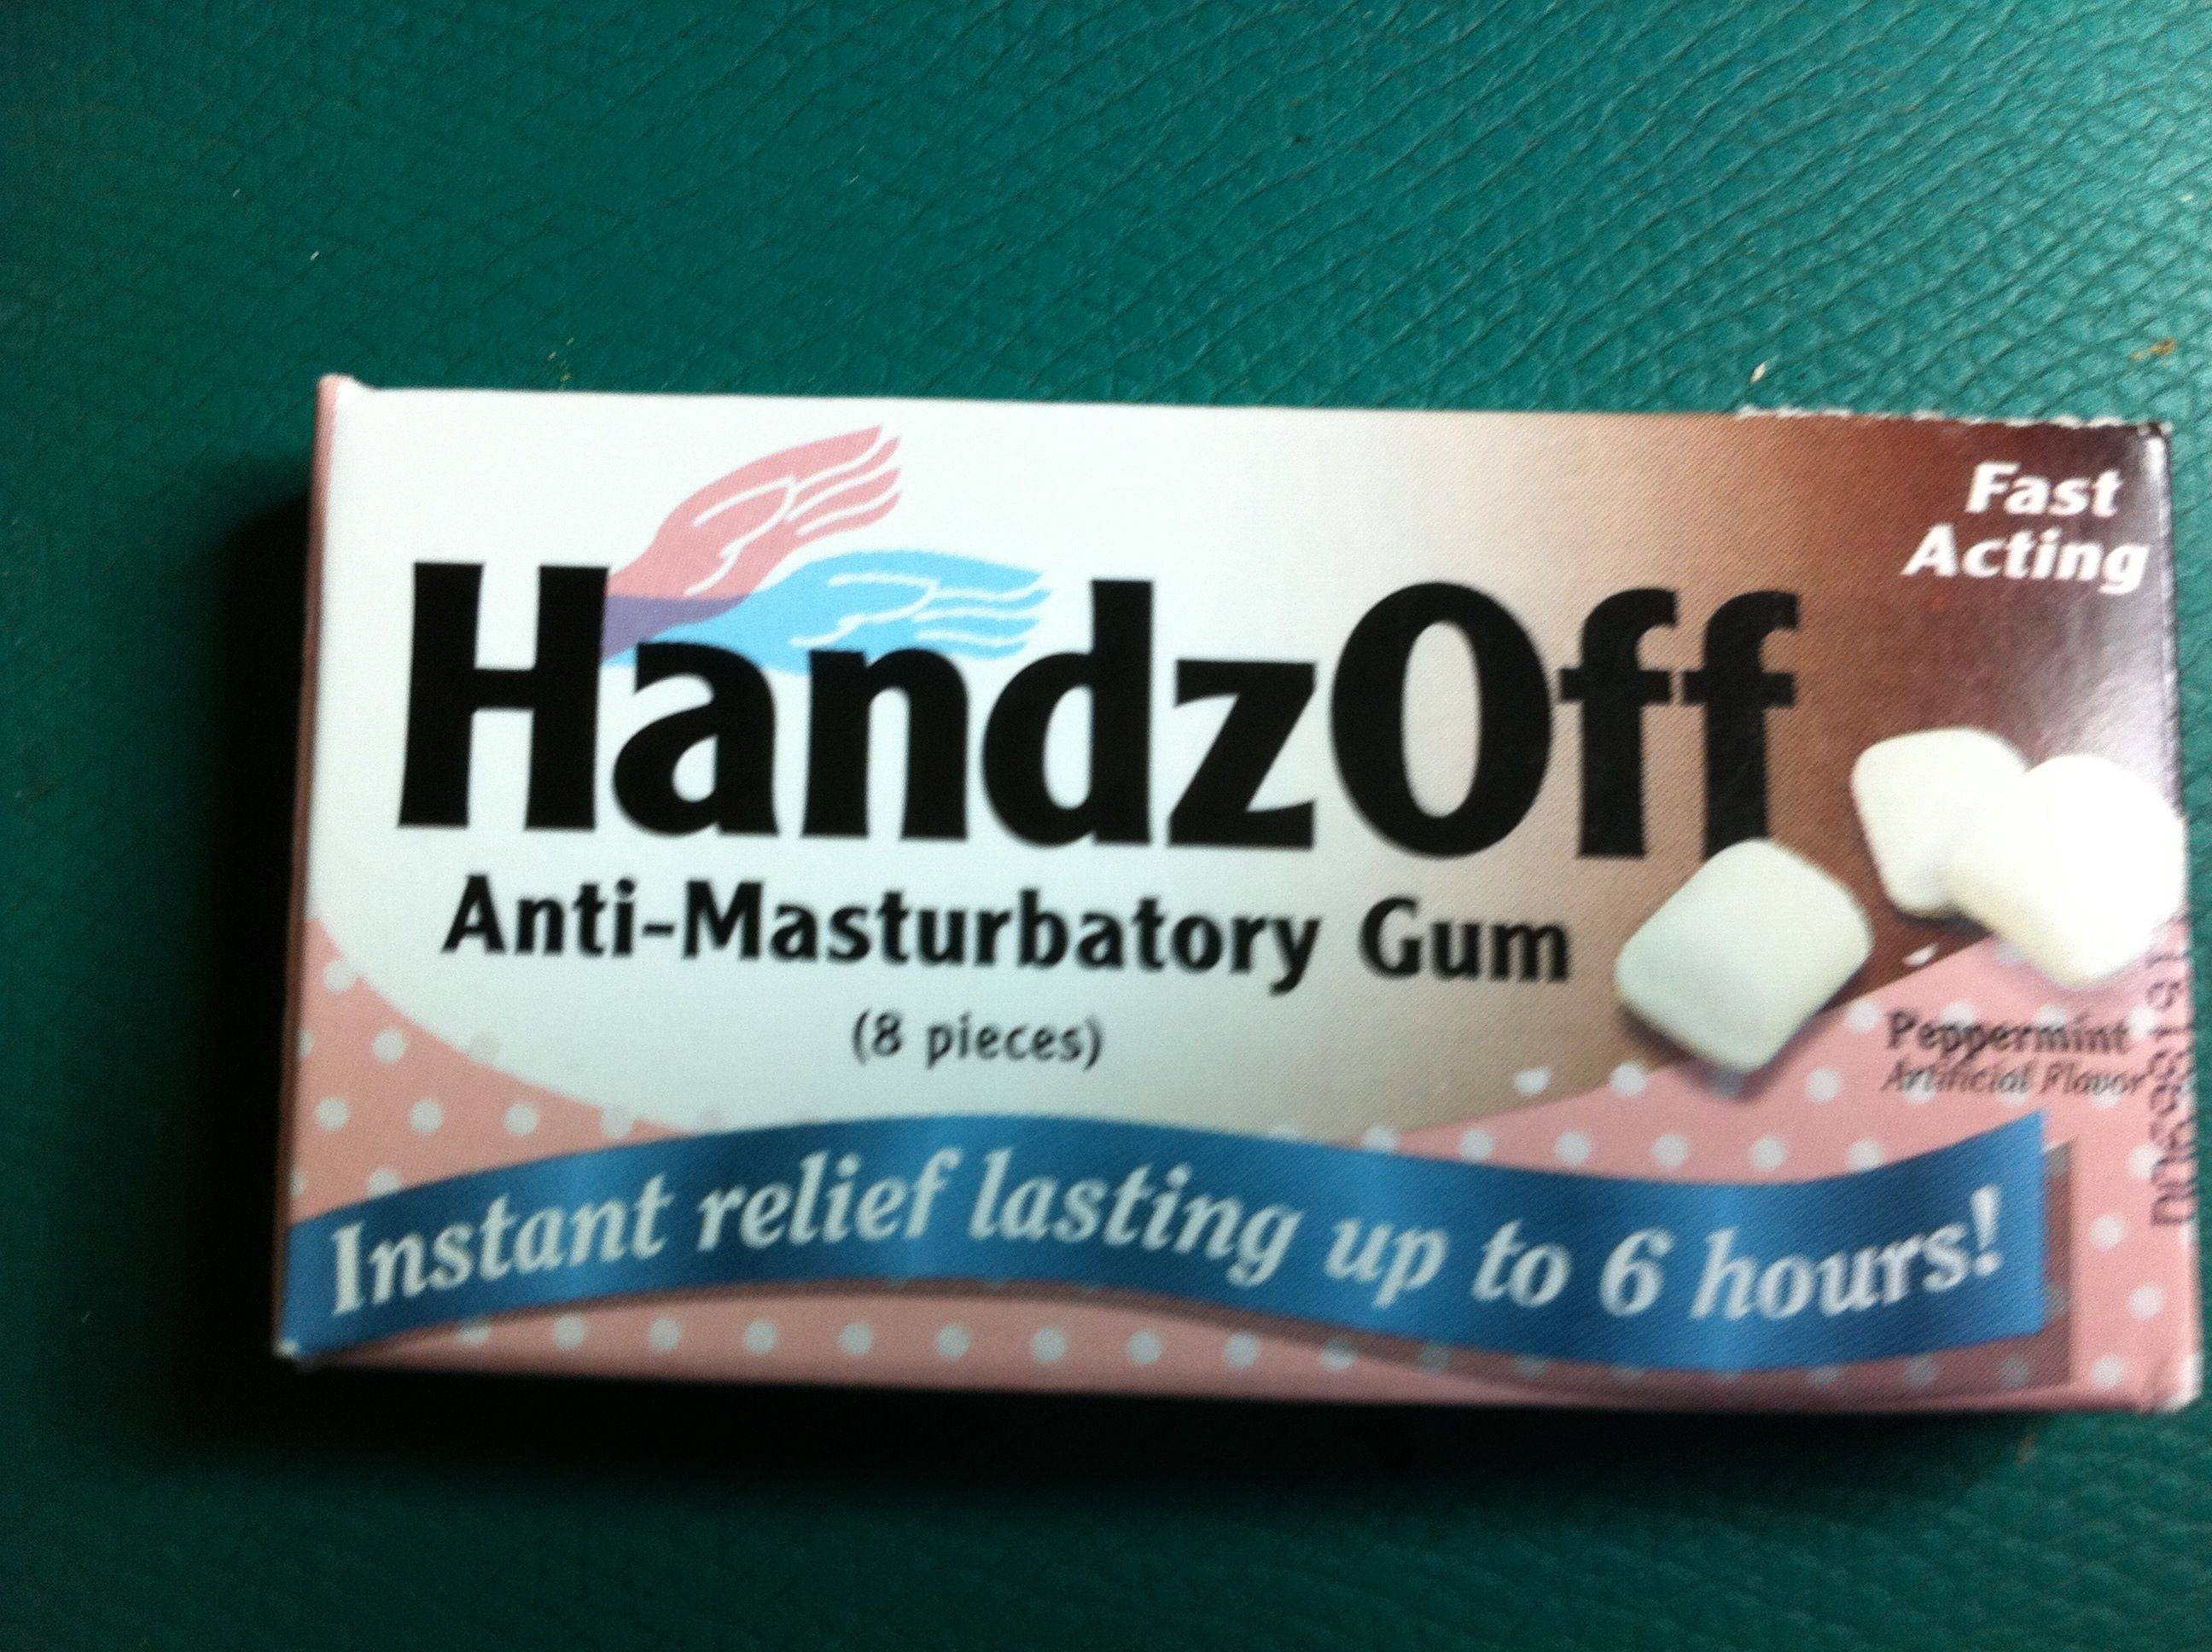 Fast
Acting
HandzOff
Anti-Masturbatory Gum
(8 pieces)
Peppermint
Artificial Flavor
Instant relief lasting up to 6 hours!